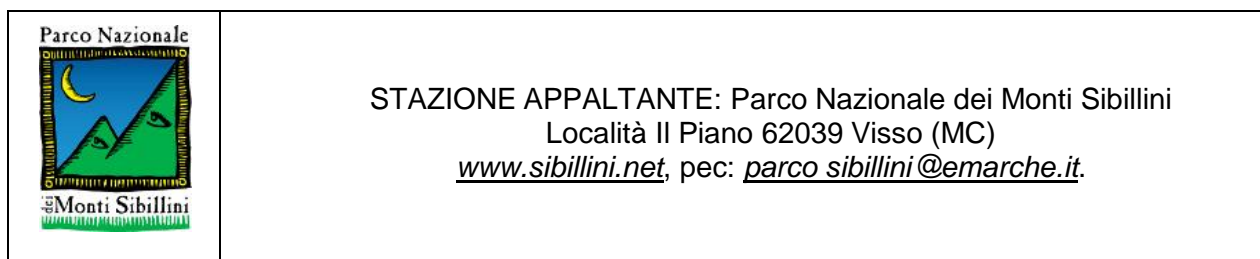 Parco Nazionale
dei Monti Sibillini
STAZIONE APPALTANTE: Parco Nazionale dei Monti Sibillini
Località Il Piano 62039 Visso (MC)
www.sibillini.net, pec: parco sibillini@emarche.it.